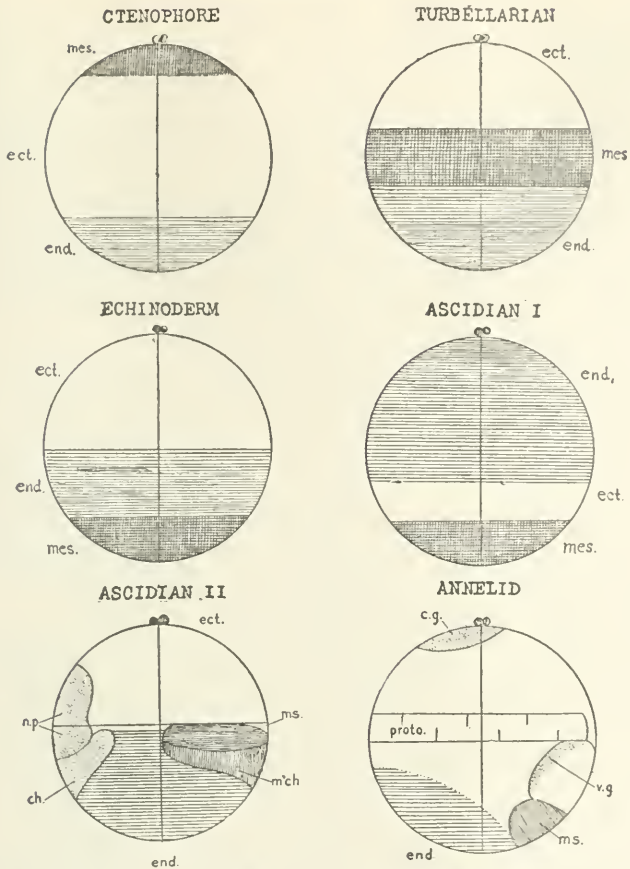 CTENOPHORE
mes.
ect.
end.
TURBELLARIAN
ect.
mes
end.
ECHINODERM
ect.
end.
mes.
ASCIDIAN I
end,
ect.
mes.
ASCIDIAN II
ect.
n.p
ch.
ms.
m'ch
end.
ANNELID
c.g.
proto.
v.g
ms.
end